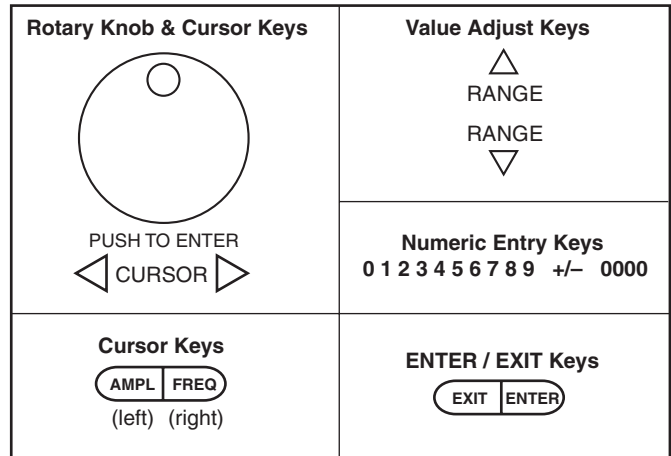 Rotary Knob & Cursor Keys
PUSH TO ENTER
CURSOR
Value Adjust Keys
RANGE
RANGE
Numeric Entry Keys
0 1 2 3 4 5 6 7 8 9 +/– 0000
Cursor Keys
AMPL FREQ
(left) (right)
ENTER / EXIT Keys
EXIT ENTER